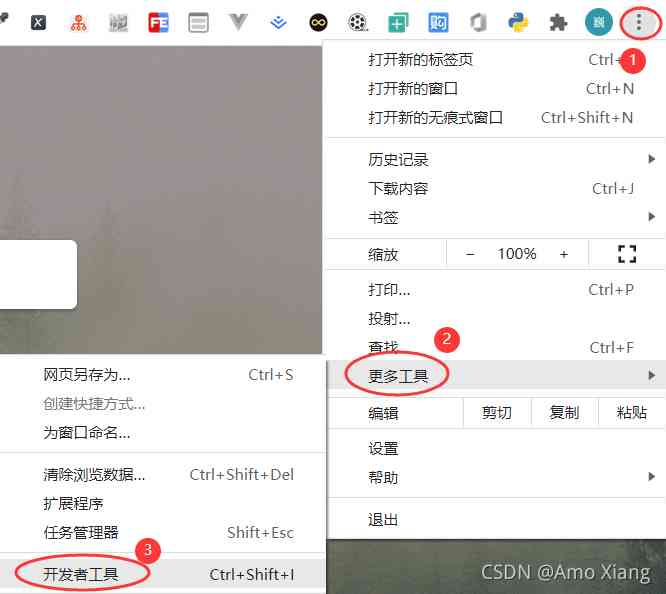 FE
1
打开新的标签页 Ctrl+
打开新的窗口 Ctrl+N
打开新的无痕式窗口 Ctrl+Shift+N
历史记录
下载内容 Ctrl+J
书签
缩放 − 100% +
打印... Ctrl+P
投射...
2
查找 Ctrl+F
更多工具
编辑 剪切 复制 粘贴
设置
帮助
退出
网页另存为... Ctrl+S
创建快捷方式...
为窗口命名...
清除浏览数据... Ctrl+Shift+Del
扩展程序
任务管理器 Shift+Esc
3
开发者工具 Ctrl+Shift+I
CSDN @Amo Xiang